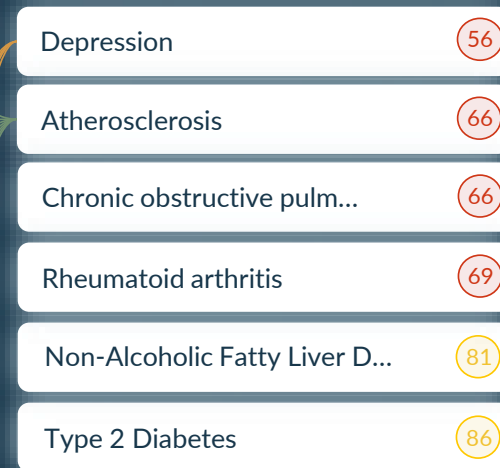 Depression 56
Atherosclerosis 66
Chronic obstructive pulm... 66
Rheumatoid arthritis 69
Non-Alcoholic Fatty Liver D... 81
Type 2 Diabetes 86